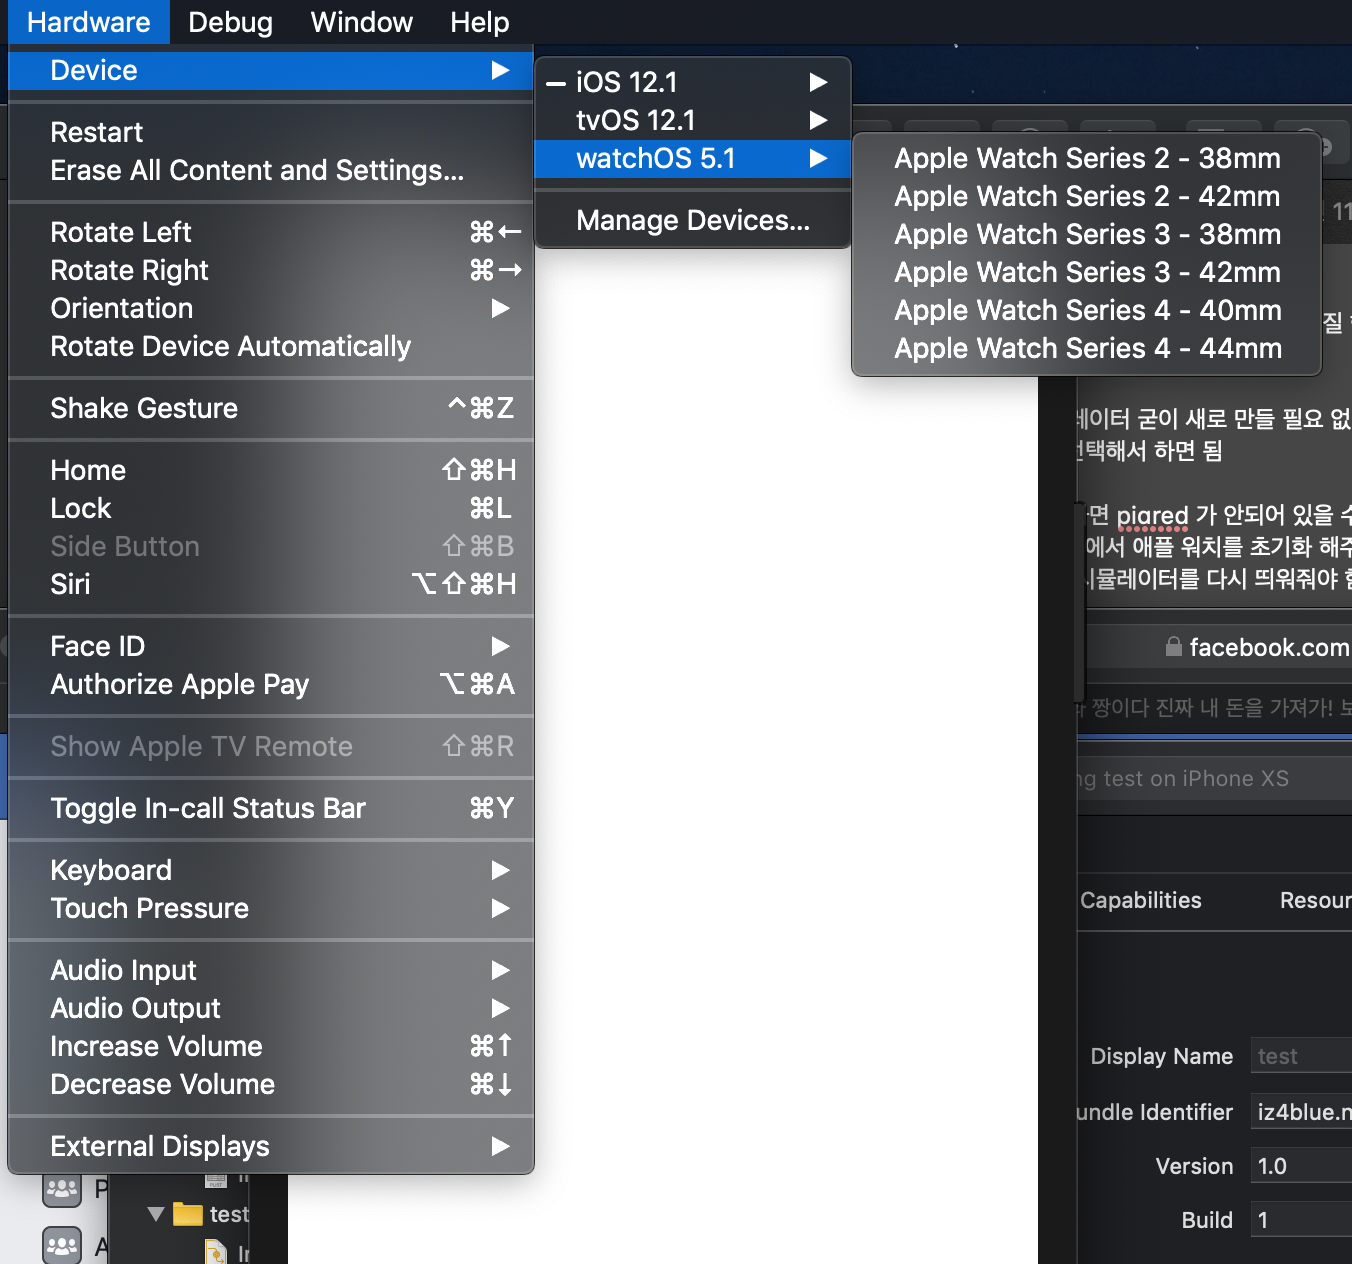 Hardware Debug Window Help
Device
Restart
Erase All Content and Settings...
Rotate Left ⌘←
Rotate Right ⌘→
Orientation
Rotate Device Automatically
Shake Gesture ^⌘Z
Home ⇧⌘H
Lock ⌘L
Side Button ⇧⌘B
Siri ⌥⇧⌘H
Face ID
Authorize Apple Pay ⌥⌘A
Show Apple TV Remote ⇧⌘R
Toggle In-call Status Bar ⌘Y
Keyboard
Touch Pressure
Audio Input
Audio Output
Increase Volume ⌘↑
Decrease Volume ⌘↓
External Displays
iOS 12.1
tvOS 12.1
watchOS 5.1
Manage Devices...
Apple Watch Series 2 - 38mm
Apple Watch Series 2 - 42mm
Apple Watch Series 3 - 38mm
Apple Watch Series 3 - 42mm
Apple Watch Series 4 - 40mm
Apple Watch Series 4 - 44mm
11
질
레이터 굳이 새로 만들 필요 없
선택해서 하면 됨
면 piared 가 안되어 있을 수
에서 애플 워치를 초기화 해주
시뮬레이터를 다시 띄워줘야 함
facebook.com
짱이다 진짜 내 돈을 가져가!
ng test on iPhone XS
Capabilities Resour
Display Name test
undle Identifier iz4blue.n
Version 1.0
Build 1
P
test
A
In